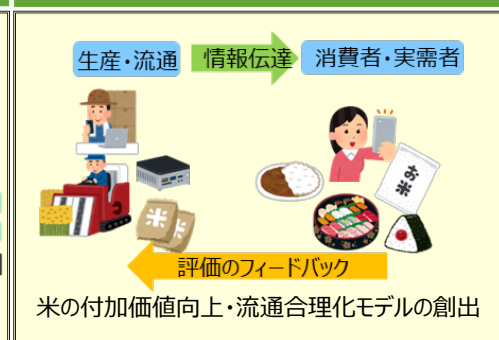 生産・流通
情報伝達
消費者・実需者
お米
米
米
評価のフィードバック
米の付加価値向上・流通合理化モデルの創出